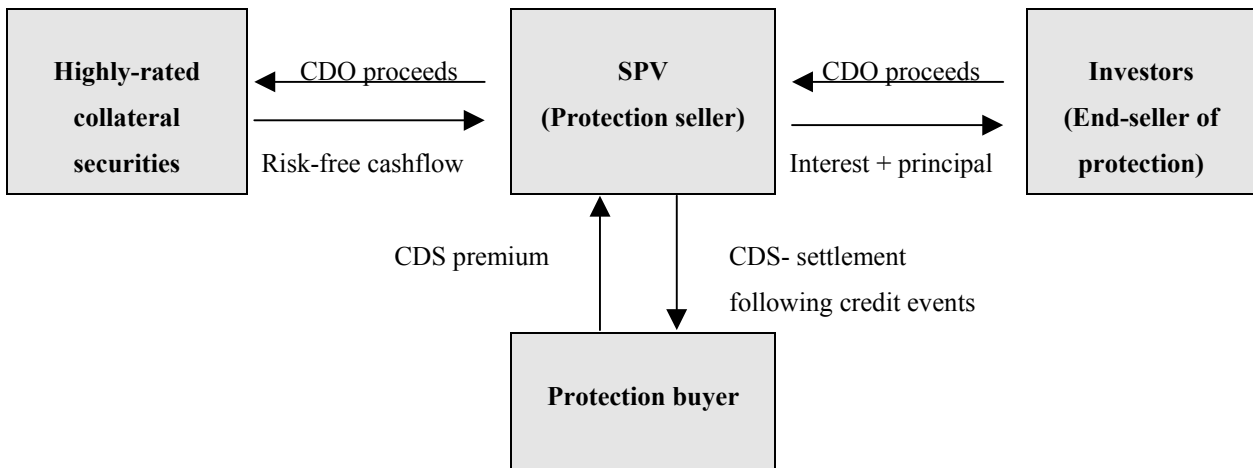 Highly-rated
collateral
securities
CDO proceeds
Risk-free cashflow
SPV
(Protection seller)
CDO proceeds
Interest + principal
Investors
(End-seller of
protection)
CDS premium
CDS- settlement
following credit events
Protection buyer